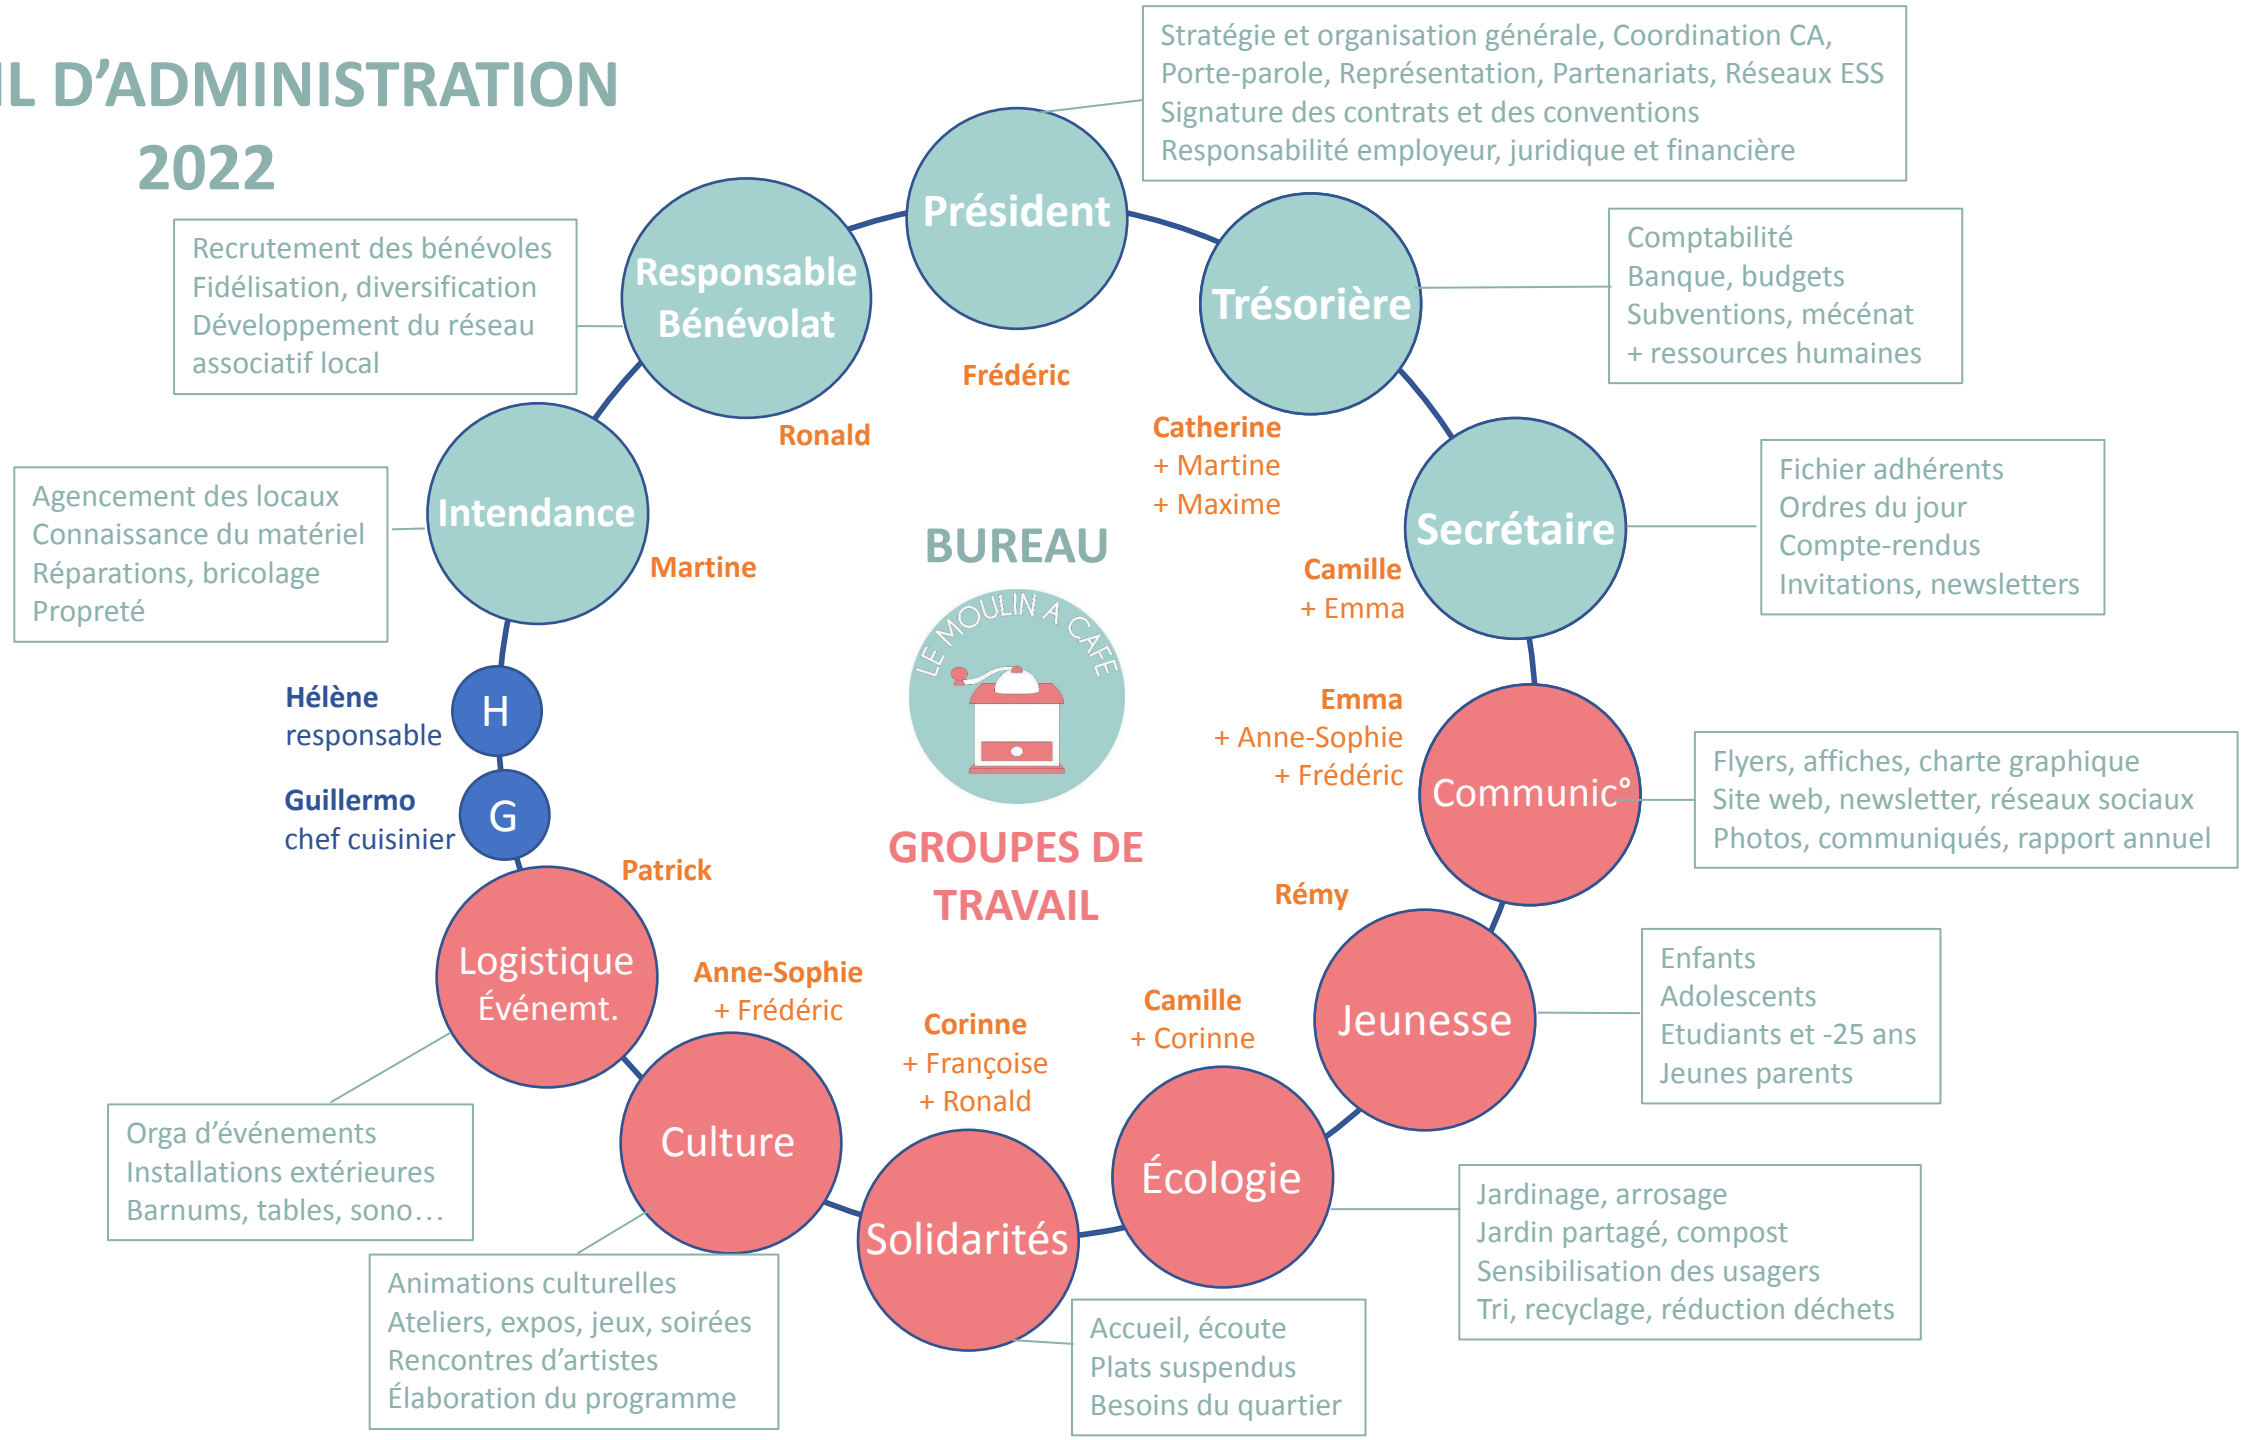 IL D'ADMINISTRATION
2022
Stratégie et organisation générale, Coordination CA,
Porte-parole, Représentation, Partenariats, Réseaux ESS
Signature des contrats et des conventions
Responsabilité employeur, juridique et financière
Président
Frédéric
Recrutement des bénévoles
Fidélisation, diversification
Développement du réseau
associatif local
Responsable
Bénévolat
Ronald
Trésorière
Catherine
+ Martine
+ Maxime
Comptabilité
Banque, budgets
Subventions, mécénat
+ ressources humaines
Agencement des locaux
Connaissance du matériel
Réparations, bricolage
Propreté
Intendance
Martine
Secrétaire
Camille
+ Emma
Fichier adhérents
Ordres du jour
Compte-rendus
Invitations, newsletters
BUREAU
LE MOULIN A CAFE
GROUPES DE
TRAVAIL
Hélène
responsable
H
Guillermo
chef cuisinier
G
Emma
+ Anne-Sophie
+ Frédéric
Communic°
Flyers, affiches, charte graphique
Site web, newsletter, réseaux sociaux
Photos, communiqués, rapport annuel
Patrick
Logistique
Événemt.
Orga d'événements
Installations extérieures
Barnums, tables, sono…
Anne-Sophie
+ Frédéric
Culture
Animations culturelles
Ateliers, expos, jeux, soirées
Rencontres d'artistes
Élaboration du programme
Corinne
+ Françoise
+ Ronald
Solidarités
Accueil, écoute
Plats suspendus
Besoins du quartier
Camille
+ Corinne
Écologie
Jardinage, arrosage
Jardin partagé, compost
Sensibilisation des usagers
Tri, recyclage, réduction déchets
Rémy
Jeunesse
Enfants
Adolescents
Etudiants et -25 ans
Jeunes parents